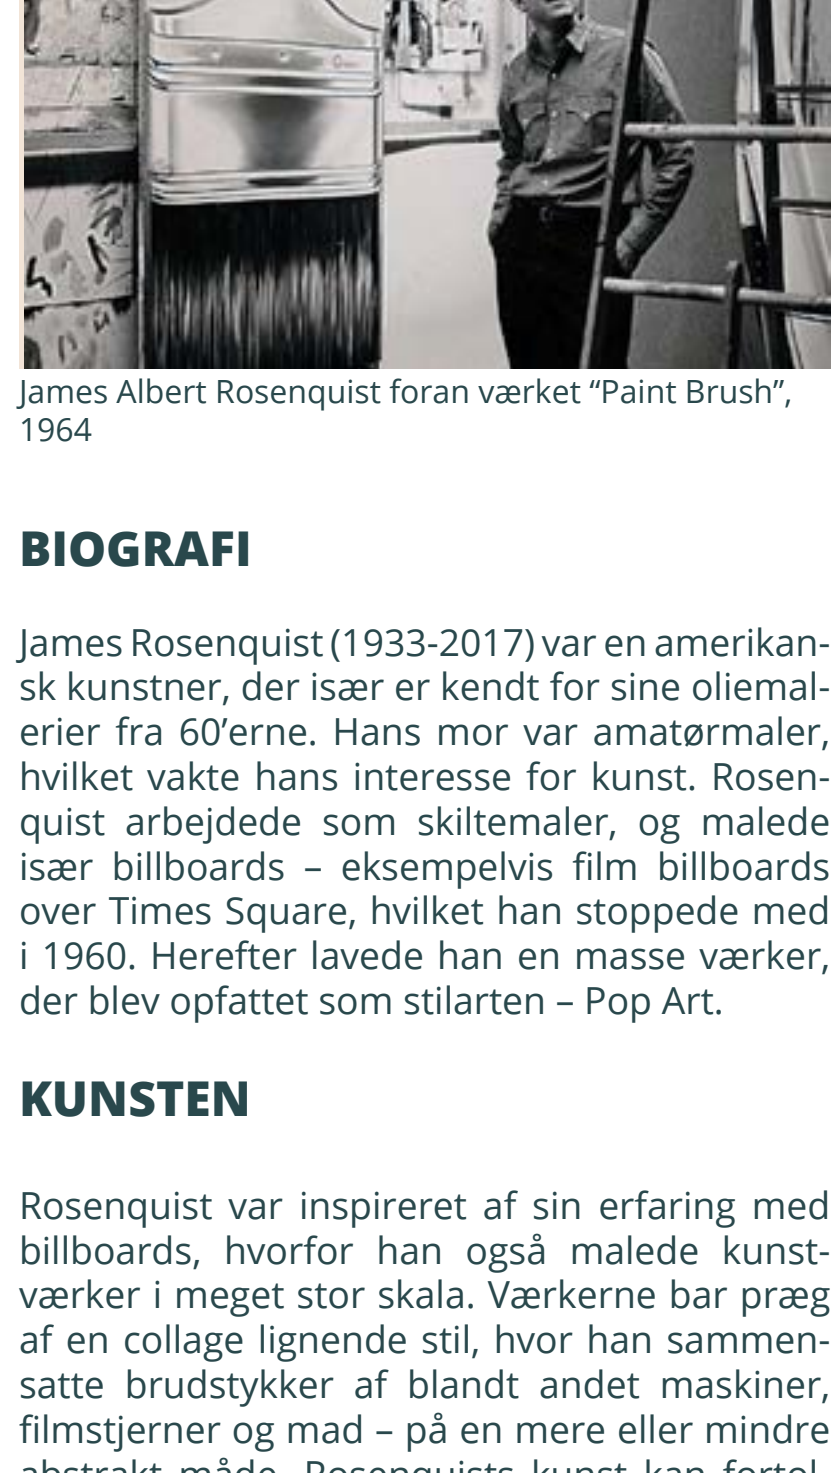 James Albert Rosenquist foran værket “Paint Brush”,
1964
BIOGRAFI
James Rosenquist (1933-2017) var en amerikan-
sk kunstner, der især er kendt for sine oliemal-
erier fra 60’erne. Hans mor var amatørmaler,
hvilket vakte hans interesse for kunst. Rosen-
quist arbejdede som skiltemaler, og malede
især billboards – eksempelvis film billboards
over Times Square, hvilket han stoppede med
i 1960. Herefter lavede han en masse værker,
der blev opfattet som stilarten – Pop Art.
KUNSTEN
Rosenquist var inspireret af sin erfaring med
billboards, hvorfor han også malede kunst-
værker i meget stor skala. Værkerne bar præg
af en collage lignende stil, hvor han sammen-
satte brudstykker af blandt andet maskiner,
filmstjerner og mad – på en mere eller mindre
abstrakt måde. Rosenquists kunst kan fortol-